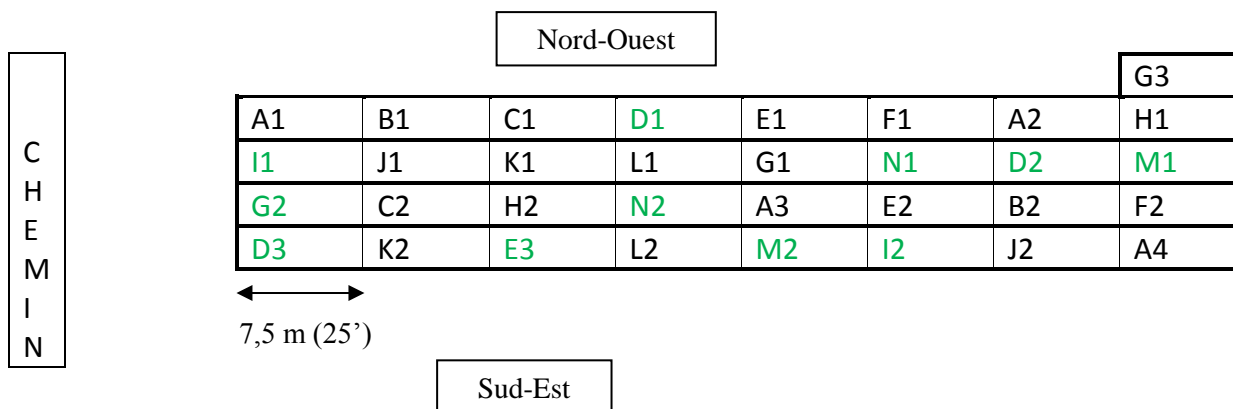 Nord-Ouest
G3
A1 B1 C1 D1 E1 F1 A2 H1
I1 J1 K1 L1 G1 N1 D2 M1
G2 C2 H2 N2 A3 E2 B2 F2
D3 K2 E3 L2 M2 I2 J2 A4
C
H
E
M
I
N
7,5 m (25’)
Sud-Est